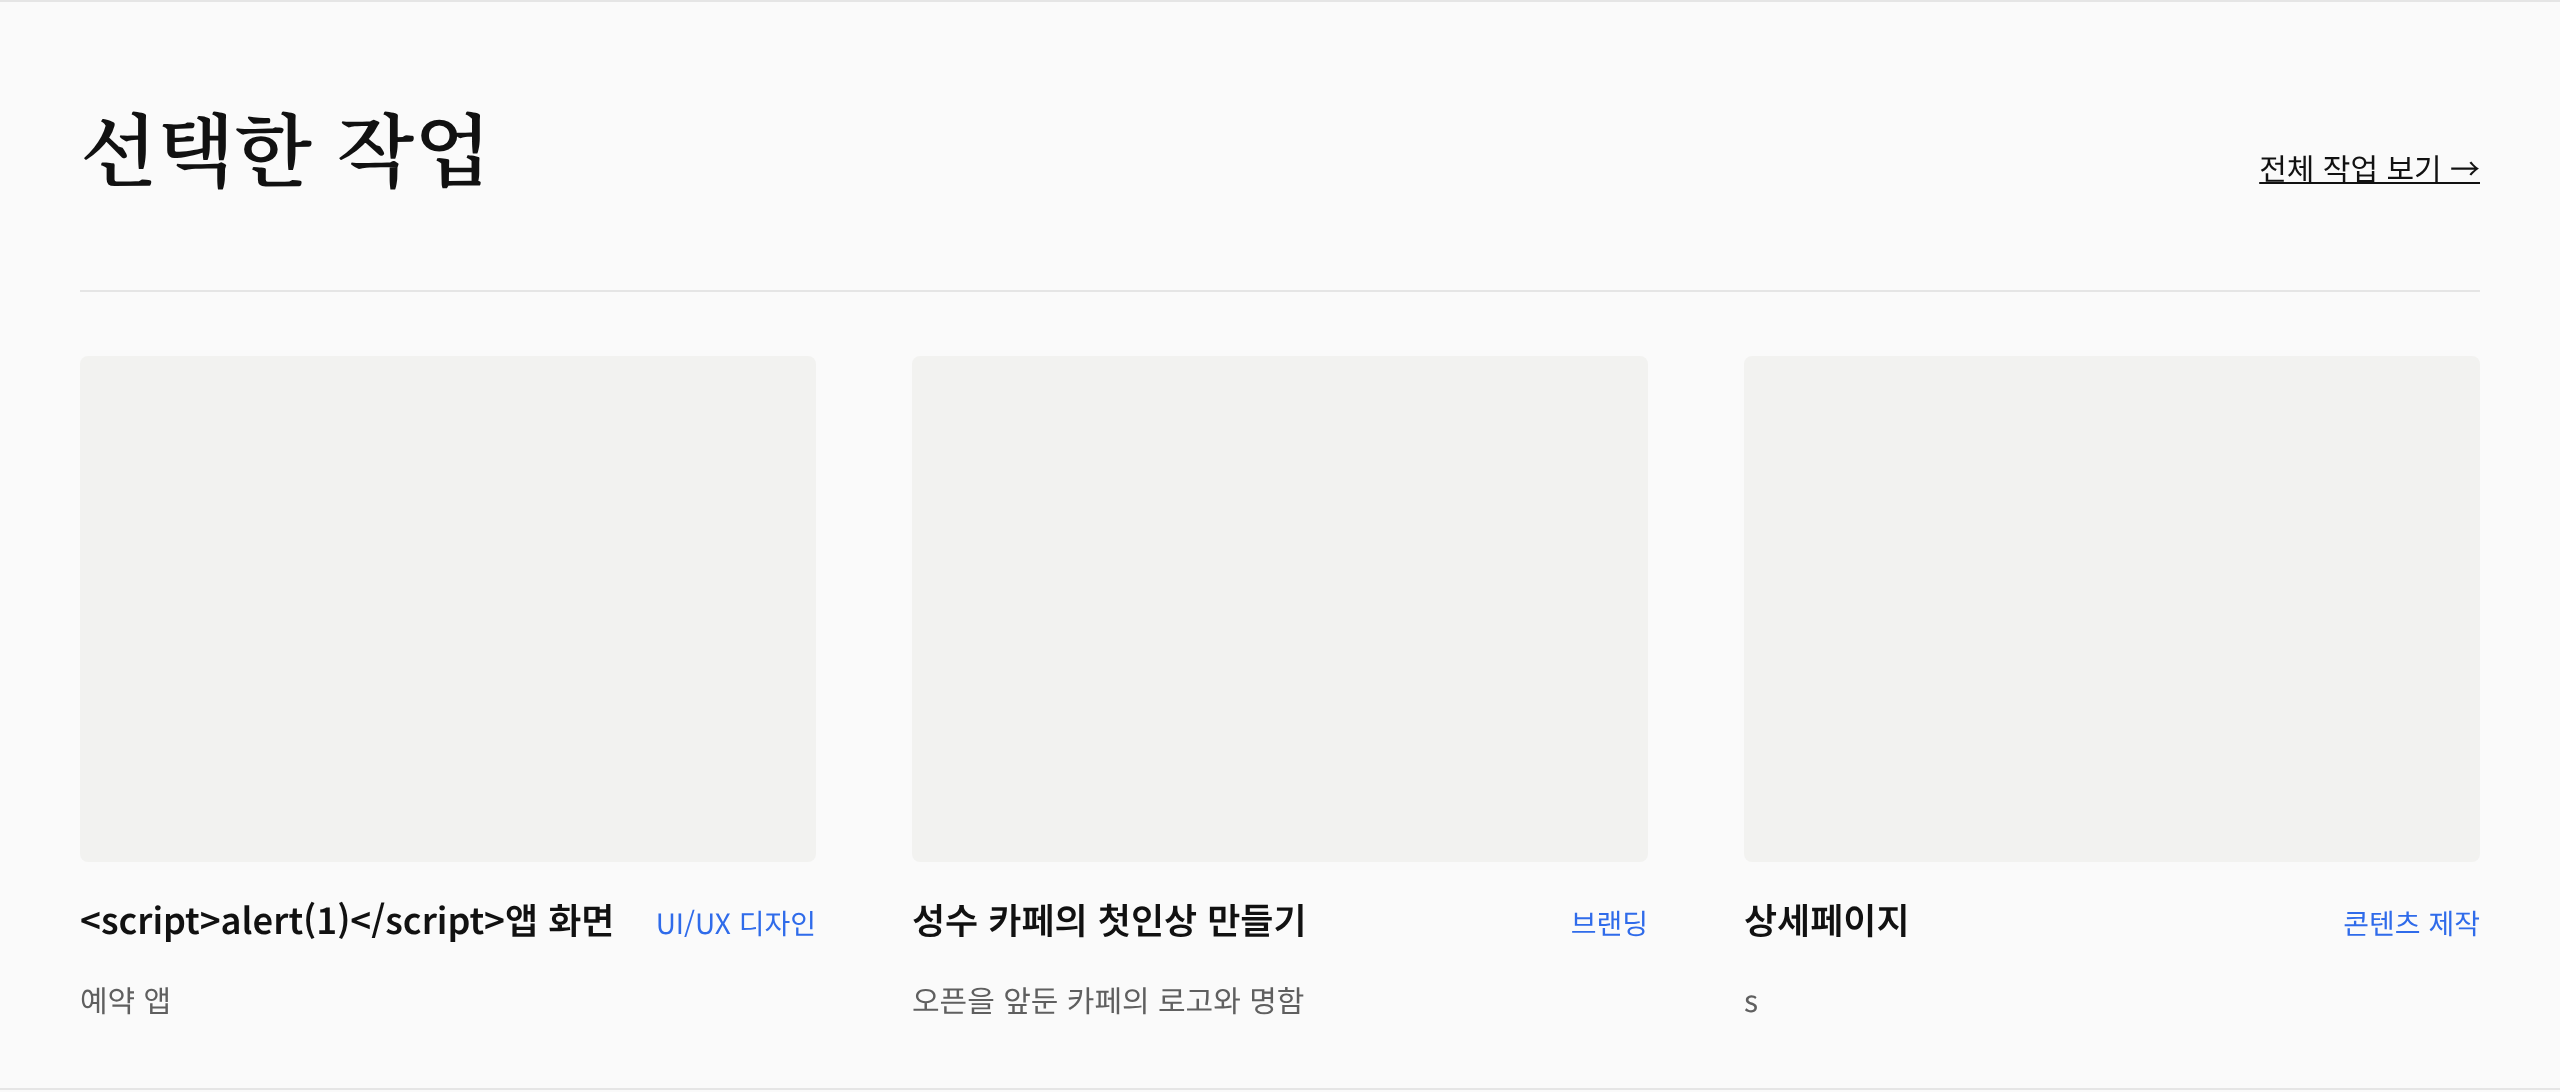 선택한 작업
전체 작업 보기 →
<script>alert(1)</script>앱 화면
UI/UX 디자인
예약 앱
성수 카페의 첫인상 만들기
브랜딩
오픈을 앞둔 카페의 로고와 명함
상세페이지
콘텐츠 제작
s